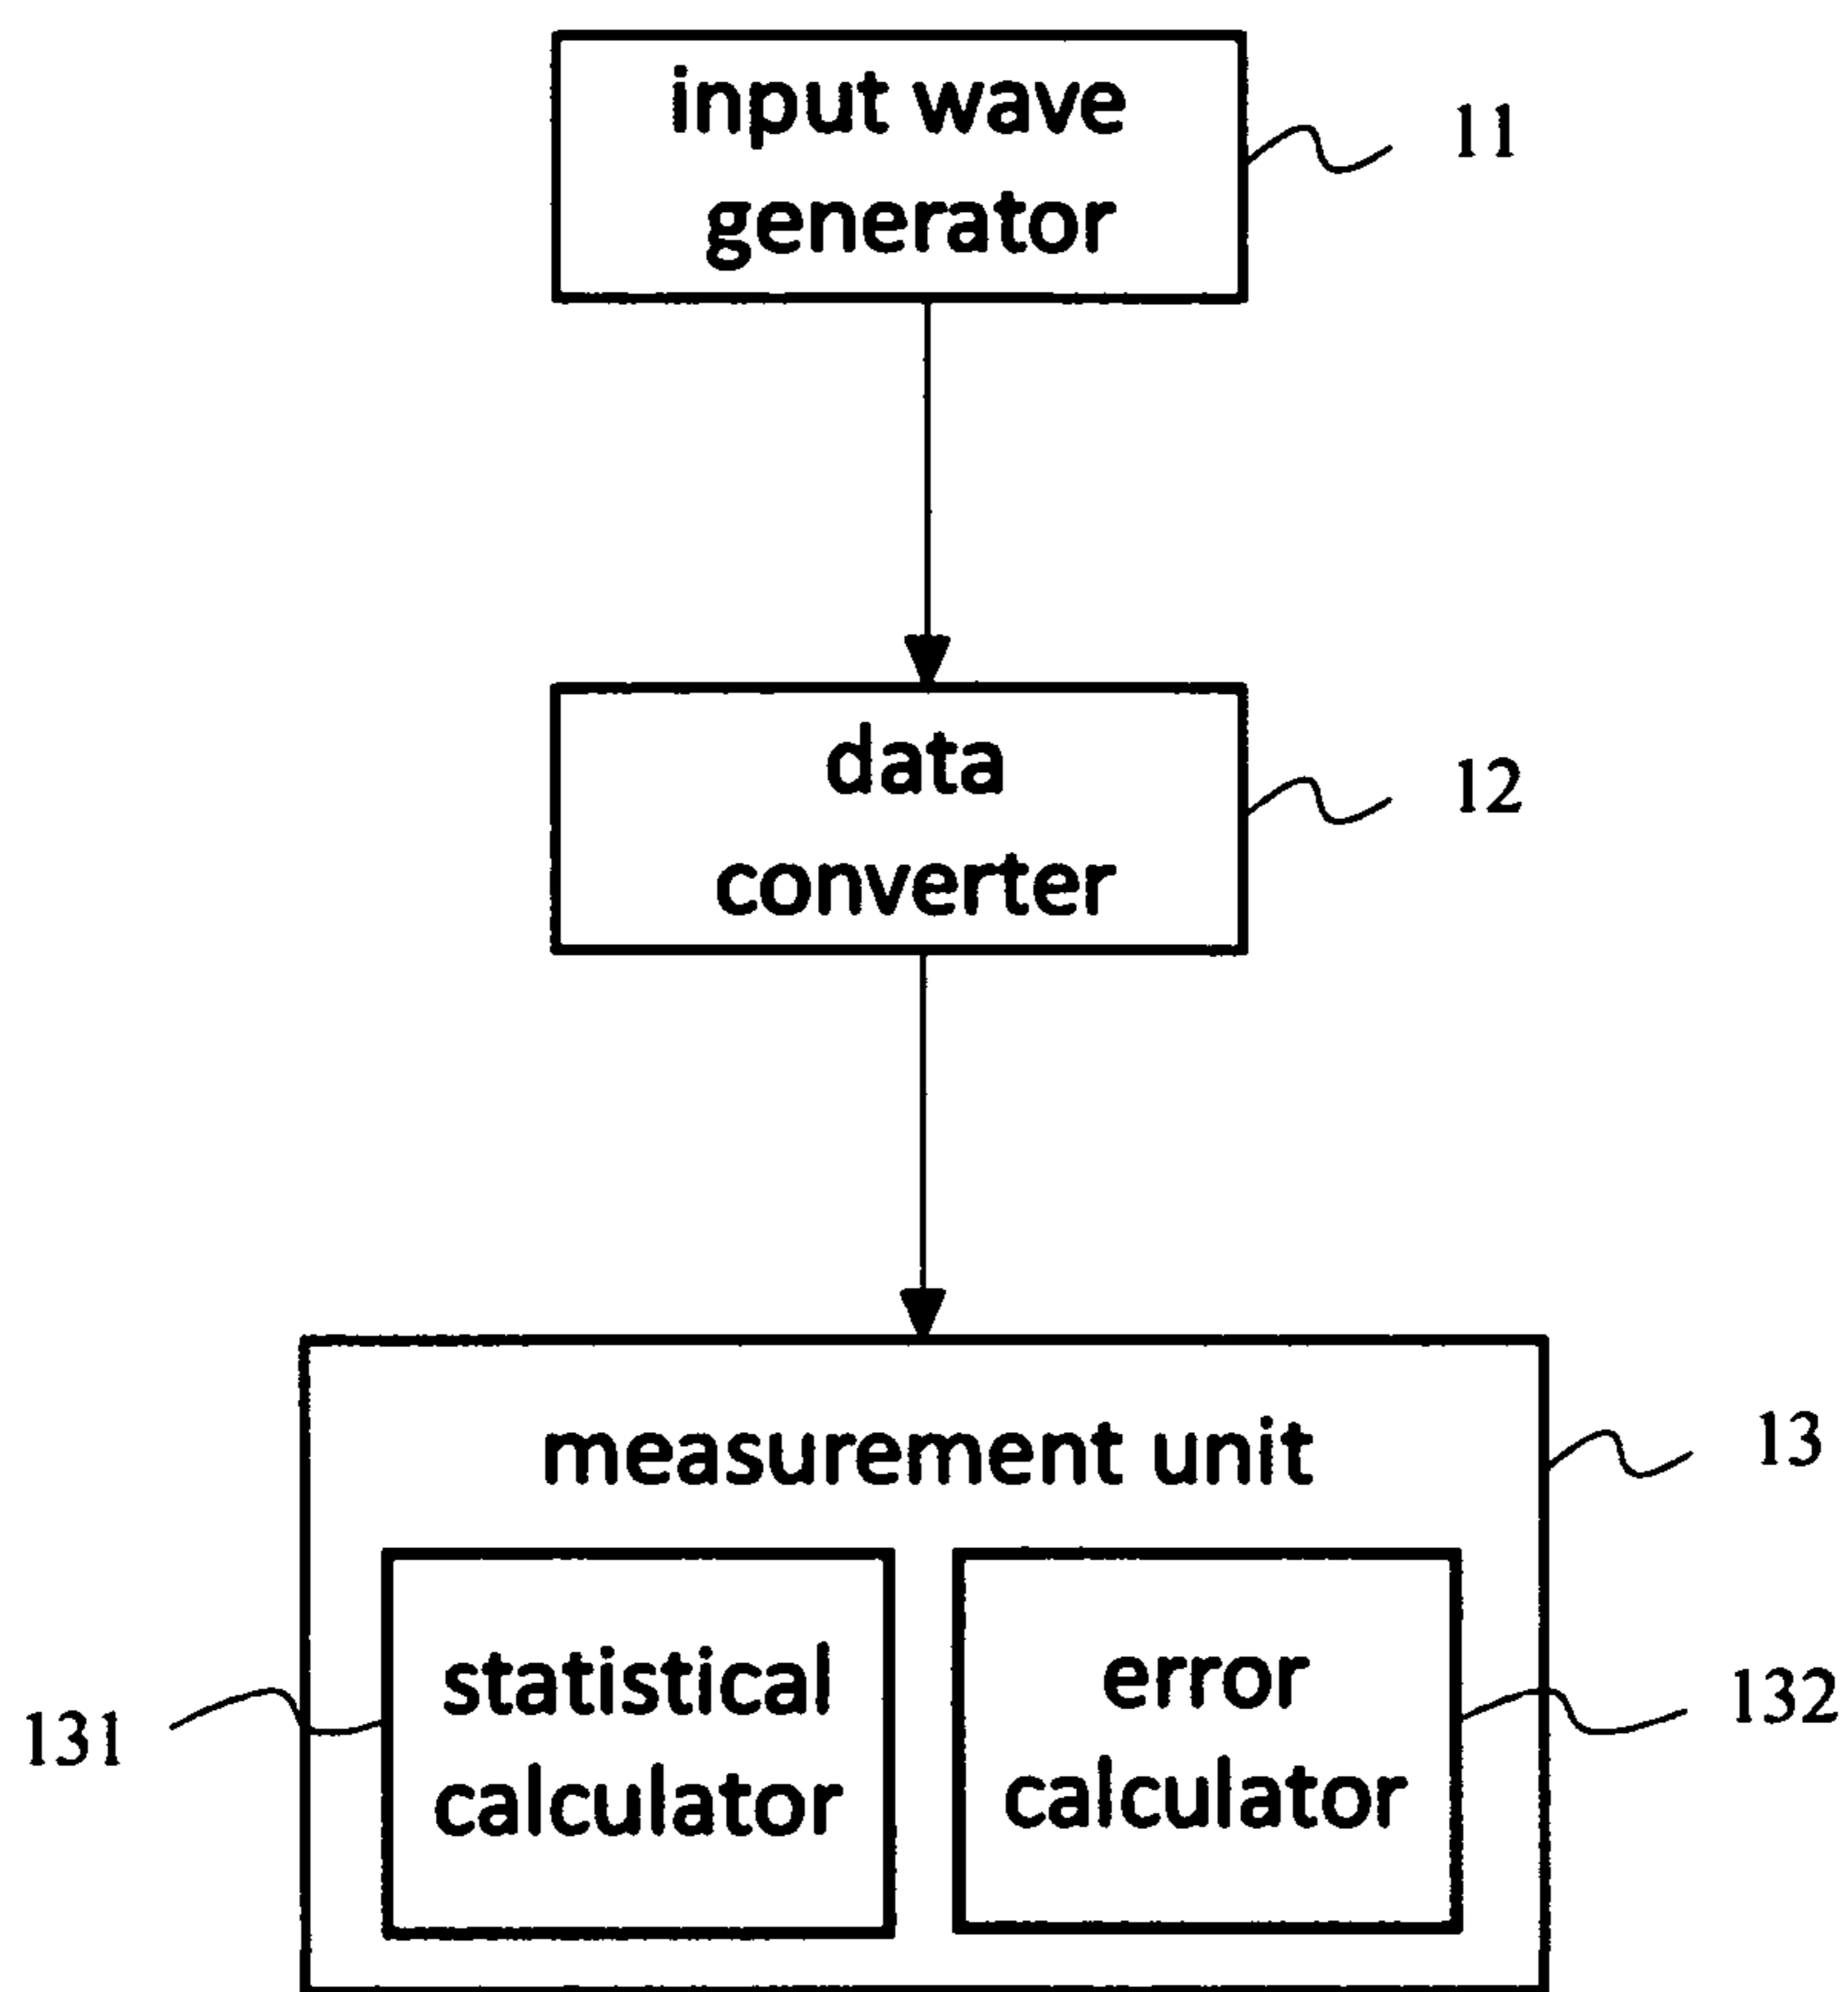 input wave
generator
11
data
converter
12
measurement unit
13
statistical
calculator
131
error
calculator
132